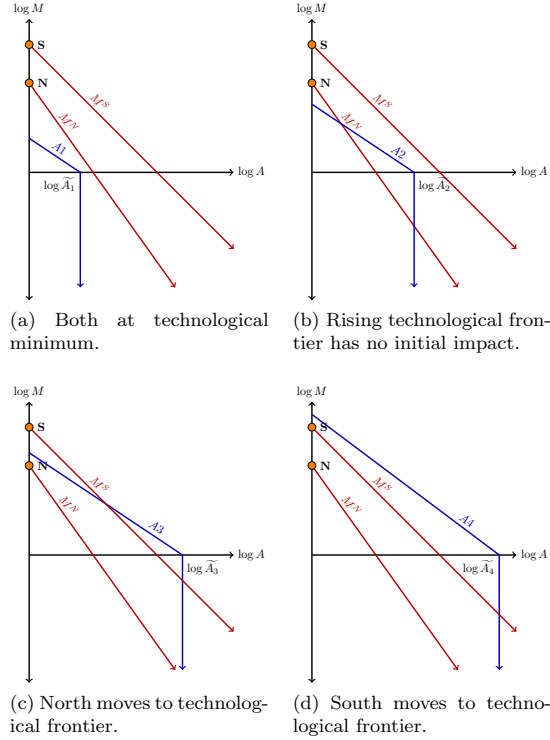 log M
S
N
M^S
M^N
A1
log A
log Ã_1
(a) Both at technological
minimum.
log M
S
N
M^S
M^N
A2
log A
log Ã_2
(b) Rising technological fron-
tier has no initial impact.
log M
S
N
M^S
M^N
A3
log A
log Ã_3
(c) North moves to technolog-
ical frontier.
log M
S
N
M^S
M^N
A4
log A
log Ã_4
(d) South moves to techno-
logical frontier.